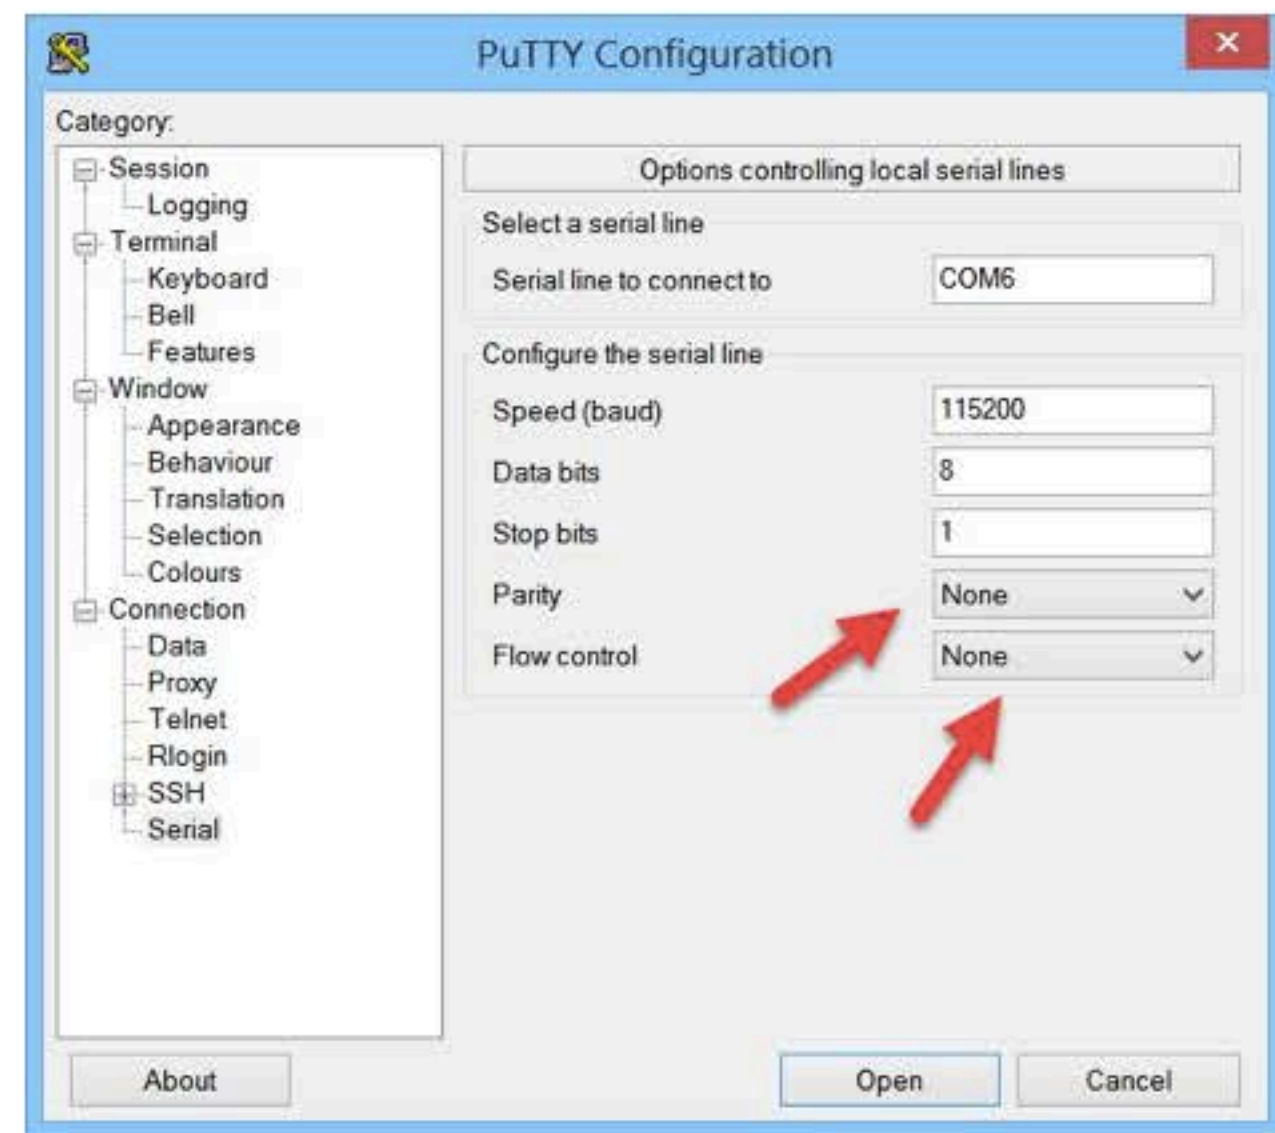 PuTTY Configuration
Category:
Session
Logging
Terminal
Keyboard
Bell
Features
Window
Appearance
Behaviour
Translation
Selection
Colours
Connection
Data
Proxy
Telnet
Rlogin
SSH
Serial
Options controlling local serial lines
Select a serial line
Serial line to connect to COM6
Configure the serial line
Speed (baud) 115200
Data bits 8
Stop bits 1
Parity None
Flow control None
About Open Cancel